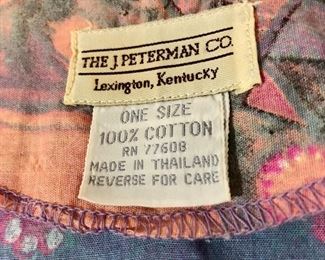 THE J. PETERMAN CO.
Lexington, Kentucky
ONE SIZE
100% COTTON
RN 77608
MADE IN THAILAND
REVERSE FOR CARE